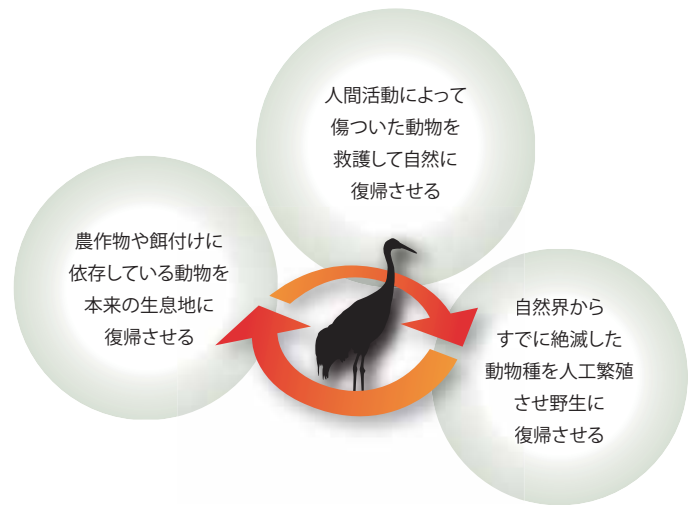 人間活動によって
傷ついた動物を
救護して自然に
復帰させる
農作物や餌付けに
依存している動物を
本来の生息地に
復帰させる
自然界から
すでに絶滅した
動物種を人工繁殖
させ野生に
復帰させる